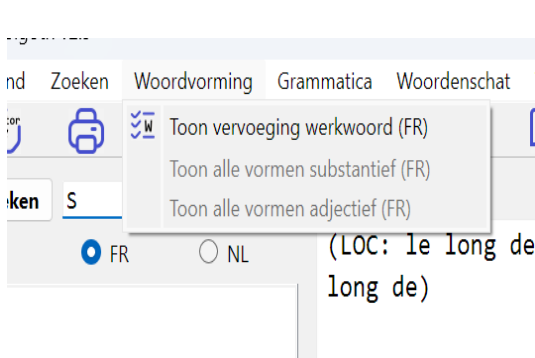 nd Zoeken Woordvorming Grammatica Woordenschat
W Toon vervoeging werkwoord (FR)
Toon alle vormen substantief (FR)
Toon alle vormen adjectief (FR)
eken S
FR NL
(LOC: le long de
long de)